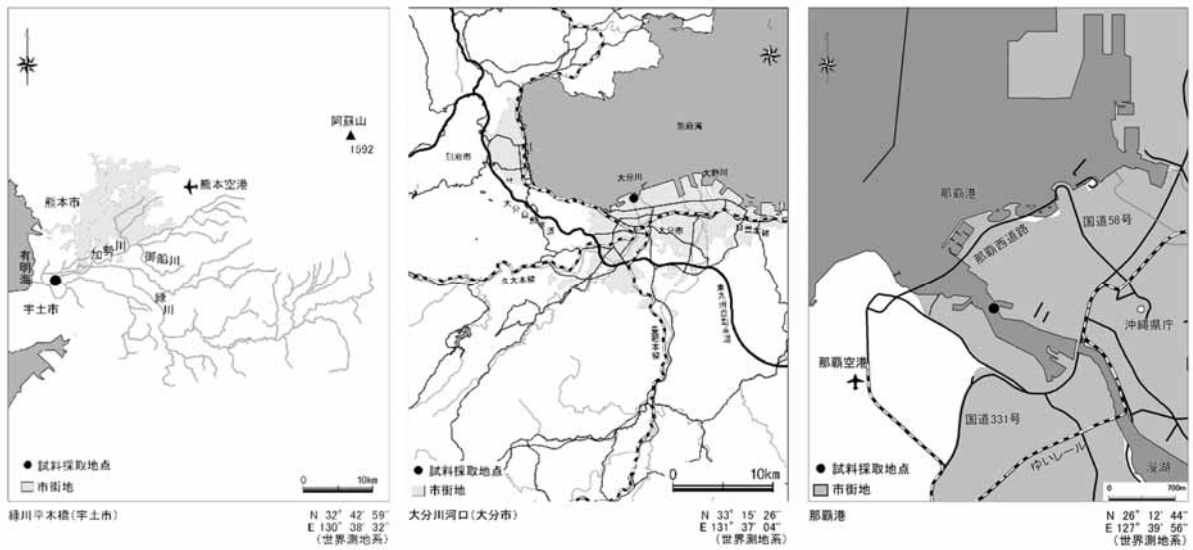 阿蘇山
1592
熊本空港
熊本市
加勢川
御船川
有明海
緑川
宇土市
試料採取地点
市街地
0 10km
緑川平木橋(宇土市)
N 32° 42′ 59″
E 130° 38′ 32″
(世界測地系)
別府湾
別府市
大分川
大野川
大分市
日豊本線
久大本線
豊肥本線
試料採取地点
市街地
0 10km
大分川河口(大分市)
N 33° 15′ 26″
E 131° 37′ 04″
(世界測地系)
那覇港
国道58号
那覇西道路
沖縄県庁
那覇空港
国道331号
ゆいレール
漫湖
試料採取地点
市街地
0 700m
那覇港
N 26° 12′ 44″
E 127° 39′ 56″
(世界測地系)